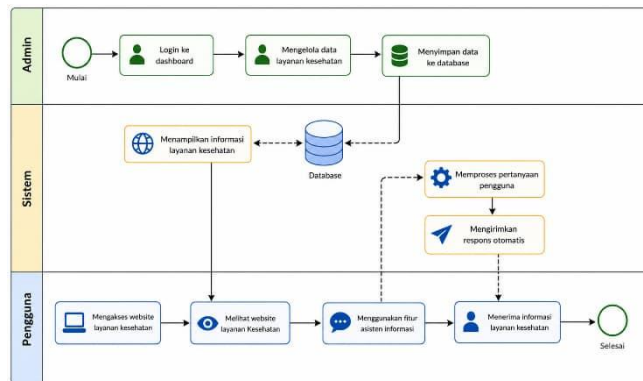 Admin
Mulai
Login ke
dashboard
Mengelola data
layanan kesehatan
Menyimpan data
ke database
Sistem
Menampilkan informasi
layanan kesehatan
Database
Memproses pertanyaan
pengguna
Mengirimkan
respons otomatis
Pengguna
Mengakses website
layanan kesehatan
Melihat website
layanan Kesehatan
Menggunakan fitur
asisten informasi
Menerima informasi
layanan kesehatan
Selesai